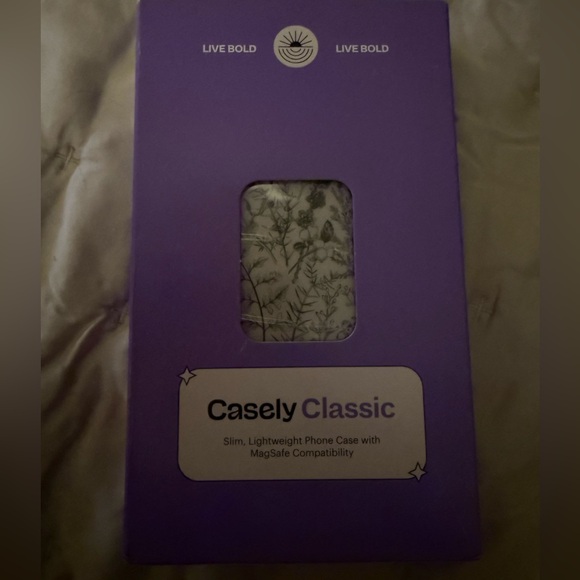 LIVE BOLD LIVE BOLD
Casely Classic
Slim, Lightweight Phone Case with
MagSafe Compatibility